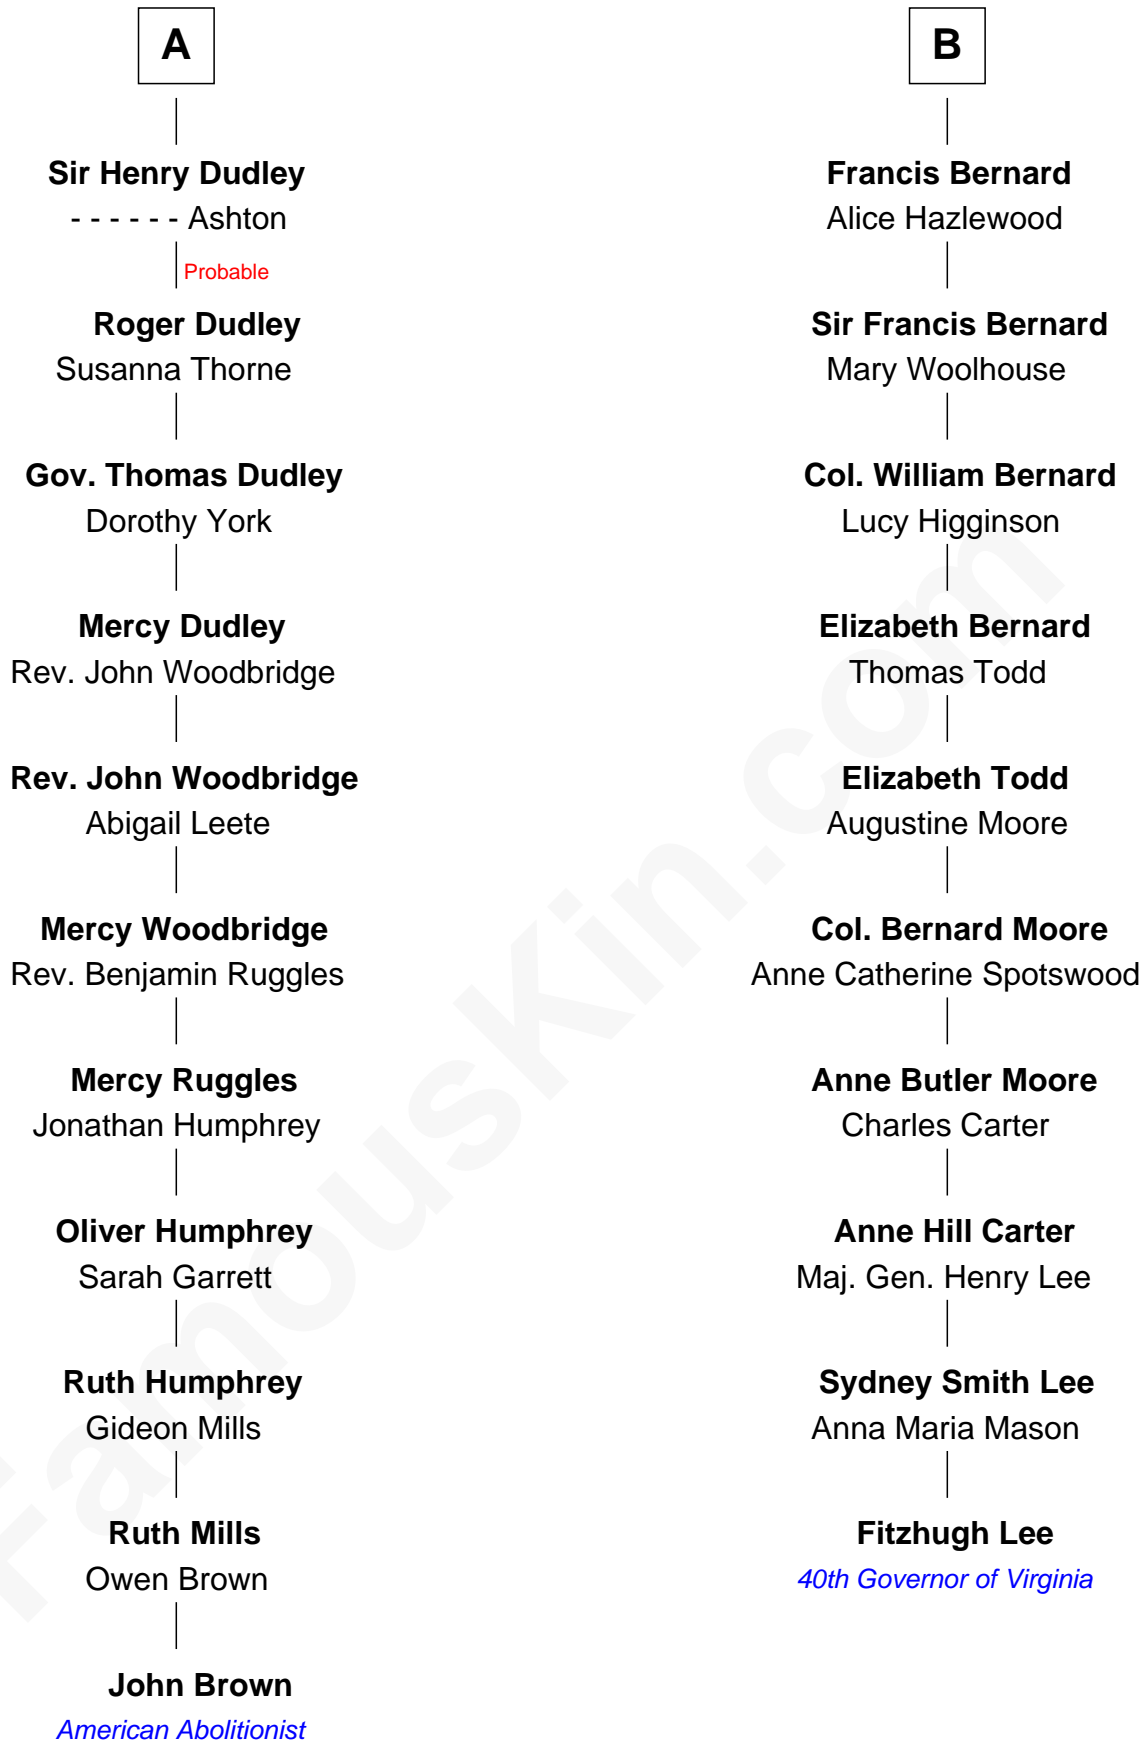 A
Sir Henry Dudley
- - - - - - Ashton
Probable
Roger Dudley
Susanna Thorne
Gov. Thomas Dudley
Dorothy York
Mercy Dudley
Rev. John Woodbridge
Rev. John Woodbridge
Abigail Leete
Mercy Woodbridge
Rev. Benjamin Ruggles
Mercy Ruggles
Jonathan Humphrey
Oliver Humphrey
Sarah Garrett
Ruth Humphrey
Gideon Mills
Ruth Mills
Owen Brown
John Brown
American Abolitionist
B
Francis Bernard
Alice Hazlewood
Sir Francis Bernard
Mary Woolhouse
Col. William Bernard
Lucy Higginson
Elizabeth Bernard
Thomas Todd
Elizabeth Todd
Augustine Moore
Col. Bernard Moore
Anne Catherine Spotswood
Anne Butler Moore
Charles Carter
Anne Hill Carter
Maj. Gen. Henry Lee
Sydney Smith Lee
Anna Maria Mason
Fitzhugh Lee
40th Governor of Virginia
FamousKin.com